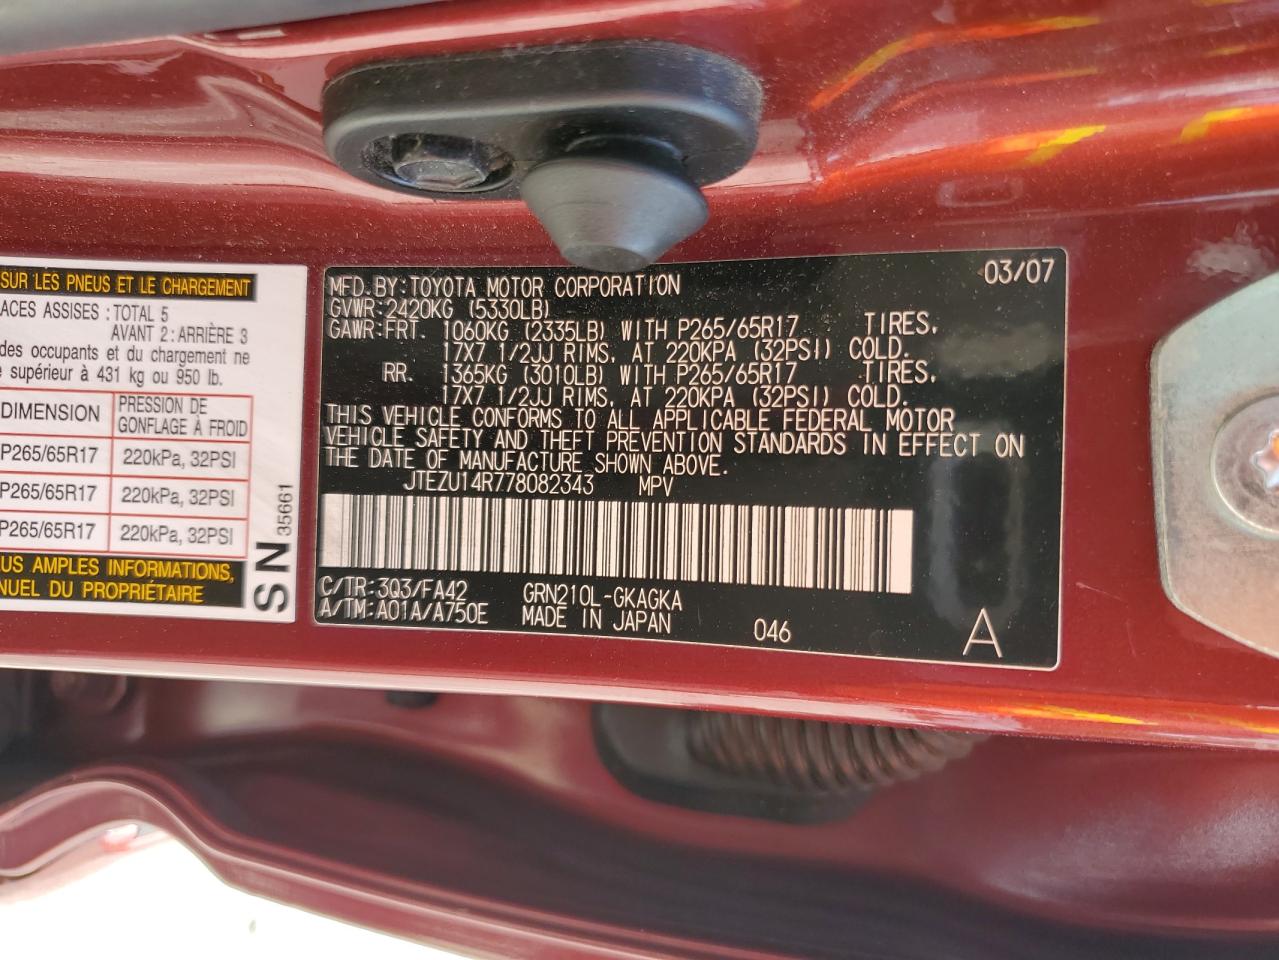 SUR LES PNEUS ET LE CHARGEMENT
ACES ASSISES : TOTAL 5
AVANT 2 : ARRIÈRE 3
des occupants et du chargement ne
supérieur à 431 kg ou 950 lb.
DIMENSION PRESSION DE GONFLAGE À FROID
P265/65R17 220kPa, 32PSI
P265/65R17 220kPa, 32PSI
P265/65R17 220kPa, 32PSI
US AMPLES INFORMATIONS,
NUEL DU PROPRIÉTAIRE
SN 35661
MFD. BY: TOYOTA MOTOR CORPORATION 03/07
GVWR: 2420KG (5330LB)
GAWR: FRT. 1060KG (2335LB) WITH P265/65R17 TIRES,
17X7 1/2JJ RIMS, AT 220KPA (32PSI) COLD.
RR. 1365KG (3010LB) WITH P265/65R17 TIRES,
17X7 1/2JJ RIMS, AT 220KPA (32PSI) COLD.
THIS VEHICLE CONFORMS TO ALL APPLICABLE FEDERAL MOTOR
VEHICLE SAFETY AND THEFT PREVENTION STANDARDS IN EFFECT ON
THE DATE OF MANUFACTURE SHOWN ABOVE.
JTEZU14R778082343 MPV
C/TR: 3Q3/FA42 GRN210L-GKAGKA
A/TM: A01A/A750E MADE IN JAPAN 046 A